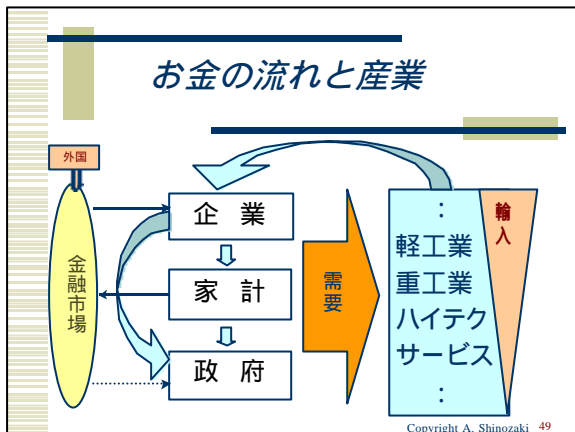 お金の流れと産業
外国
金融市場
企 業
家 計
政 府
需要
：
軽工業
重工業
ハイテク
サービス
：
輸入
Copyright A. Shinozaki 49